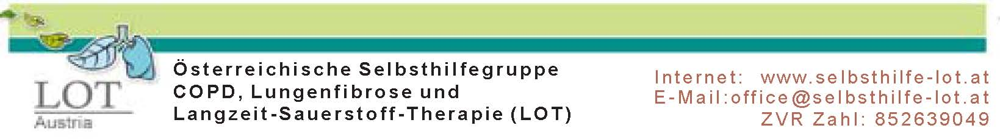 LOT
Austria
Österreichische Selbsthilfegruppe
COPD, Lungenfibrose und
Langzeit-Sauerstoff-Therapie (LOT)
Internet: www.selbsthilfe-lot.at
E-Mail:office@selbsthilfe-lot.at
ZVR Zahl: 852639049